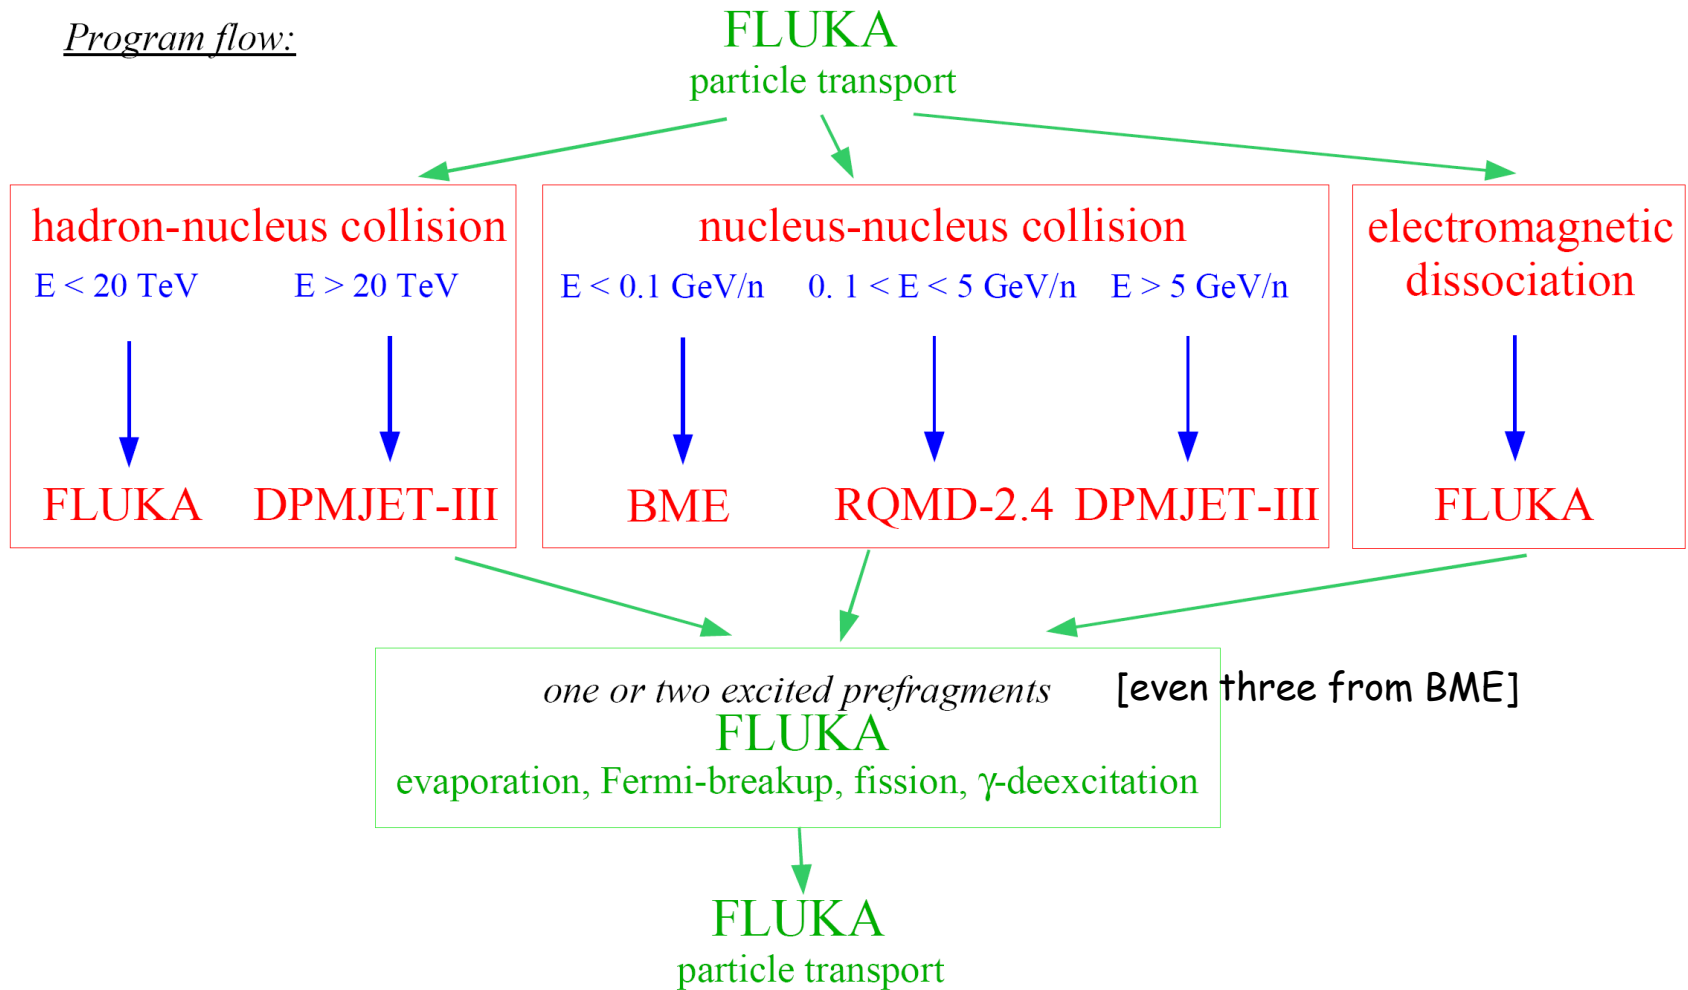 Program flow:
FLUKA
particle transport
hadron-nucleus collision
E < 20 TeV
E > 20 TeV
FLUKA
DPMJET-III
nucleus-nucleus collision
E < 0.1 GeV/n
0. 1 < E < 5 GeV/n
E > 5 GeV/n
BME
RQMD-2.4
DPMJET-III
electromagnetic
dissociation
FLUKA
one or two excited prefragments
[even three from BME]
FLUKA
evaporation, Fermi-breakup, fission, γ-deexcitation
FLUKA
particle transport